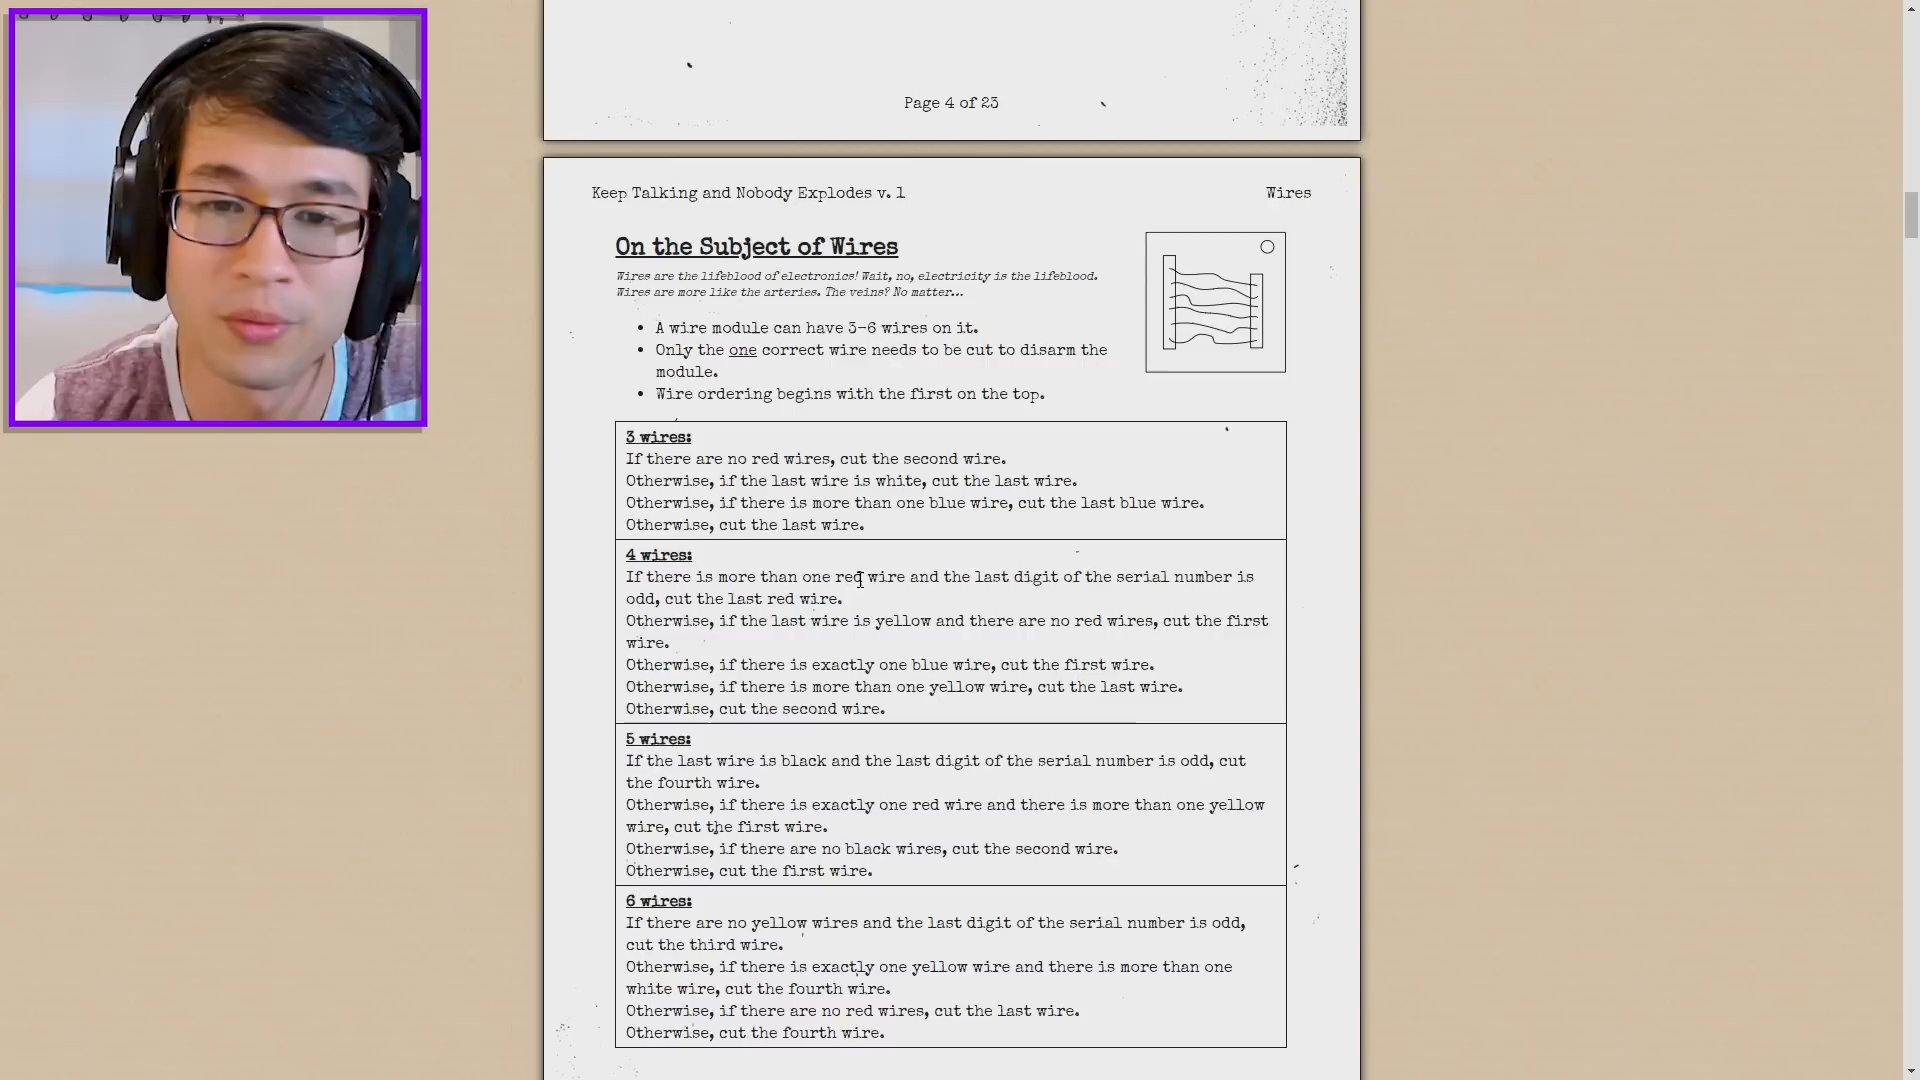 Page 4 of 23
Keep Talking and Nobody Explodes v. 1
Wires
On the Subject of Wires
Wires are the lifeblood of electronics! Wait, no, electricity is the lifeblood.
Wires are more like the arteries. The veins? No matter...
• A wire module can have 3-6 wires on it.
• Only the one correct wire needs to be cut to disarm the
module.
• Wire ordering begins with the first on the top.
3 wires:
If there are no red wires, cut the second wire.
Otherwise, if the last wire is white, cut the last wire.
Otherwise, if there is more than one blue wire, cut the last blue wire.
Otherwise, cut the last wire.
4 wires:
If there is more than one red wire and the last digit of the serial number is
odd, cut the last red wire.
Otherwise, if the last wire is yellow and there are no red wires, cut the first
wire.
Otherwise, if there is exactly one blue wire, cut the first wire.
Otherwise, if there is more than one yellow wire, cut the last wire.
Otherwise, cut the second wire.
5 wires:
If the last wire is black and the last digit of the serial number is odd, cut
the fourth wire.
Otherwise, if there is exactly one red wire and there is more than one yellow
wire, cut the first wire.
Otherwise, if there are no black wires, cut the second wire.
Otherwise, cut the first wire.
6 wires:
If there are no yellow wires and the last digit of the serial number is odd,
cut the third wire.
Otherwise, if there is exactly one yellow wire and there is more than one
white wire, cut the fourth wire.
Otherwise, if there are no red wires, cut the last wire.
Otherwise, cut the fourth wire.